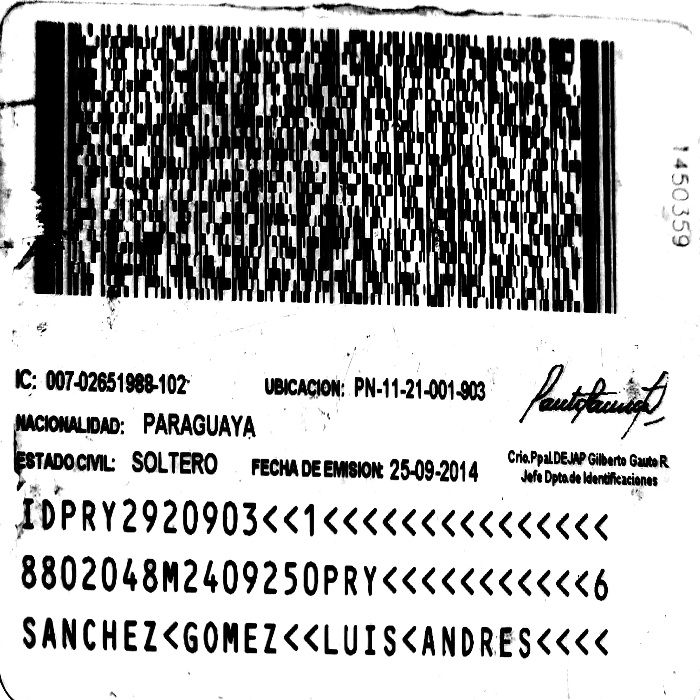 1450359
IC: 007-02651988-102 UBICACION: PN-11-21-001-903
NACIONALIDAD: PARAGUAYA
ESTADO CIVIL: SOLTERO FECHA DE EMISION: 25-09-2014
Crio.Ppal.DEJAP Gilberto Gauto R.
Jefe Dpto.de Identificaciones
IDPRY2920903<<1<<<<<<<<<<<<<<<
8802048M2409250PRY<<<<<<<<<<<6
SANCHEZ<GOMEZ<<LUIS<ANDRES<<<<